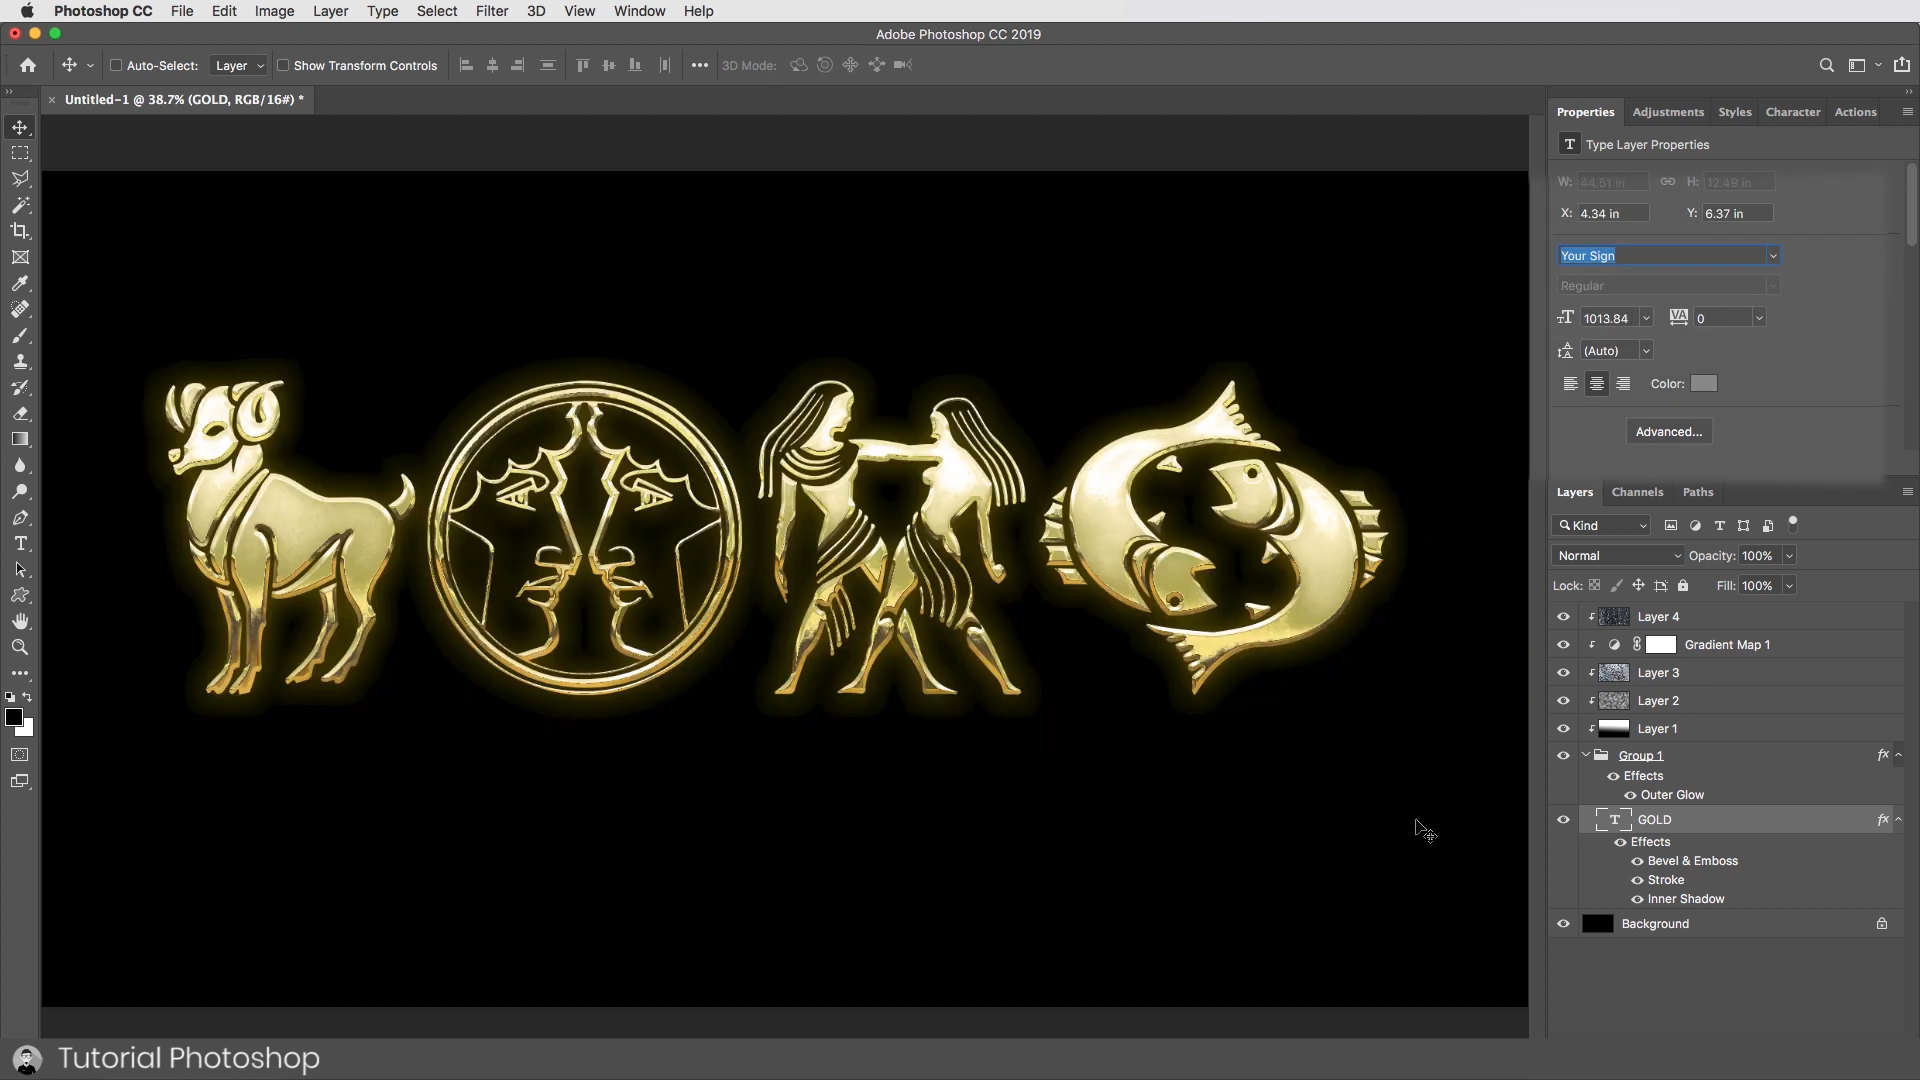 Photoshop CC File Edit Image Layer Type Select Filter 3D View Window Help
Adobe Photoshop CC 2019
Auto-Select: Layer Show Transform Controls 3D Mode:
Untitled-1 @ 38.7% (GOLD, RGB/16#) *
Properties Adjustments Styles Character Actions
T Type Layer Properties
W: 44.51 in H: 12.49 in
X: 4.34 in Y: 6.37 in
Your Sign
Regular
1013.84 VA 0
(Auto)
Color:
Advanced...
Layers Channels Paths
Kind
Normal Opacity: 100%
Lock: Fill: 100%
Layer 4
Gradient Map 1
Layer 3
Layer 2
Layer 1
Group 1 fx
Effects
Outer Glow
T GOLD fx
Effects
Bevel & Emboss
Stroke
Inner Shadow
Background
Tutorial Photoshop